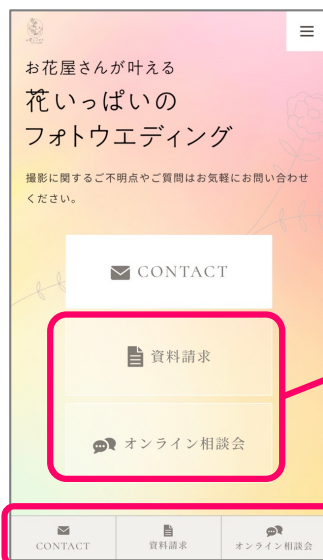 お花屋さんが叶える
花いっぱいの
フォトウエディング
撮影に関するご不明点やご質問はお気軽にお問い合わせ
ください。
CONTACT
資料請求
オンライン相談会
CONTACT
資料請求
オンライン相談会